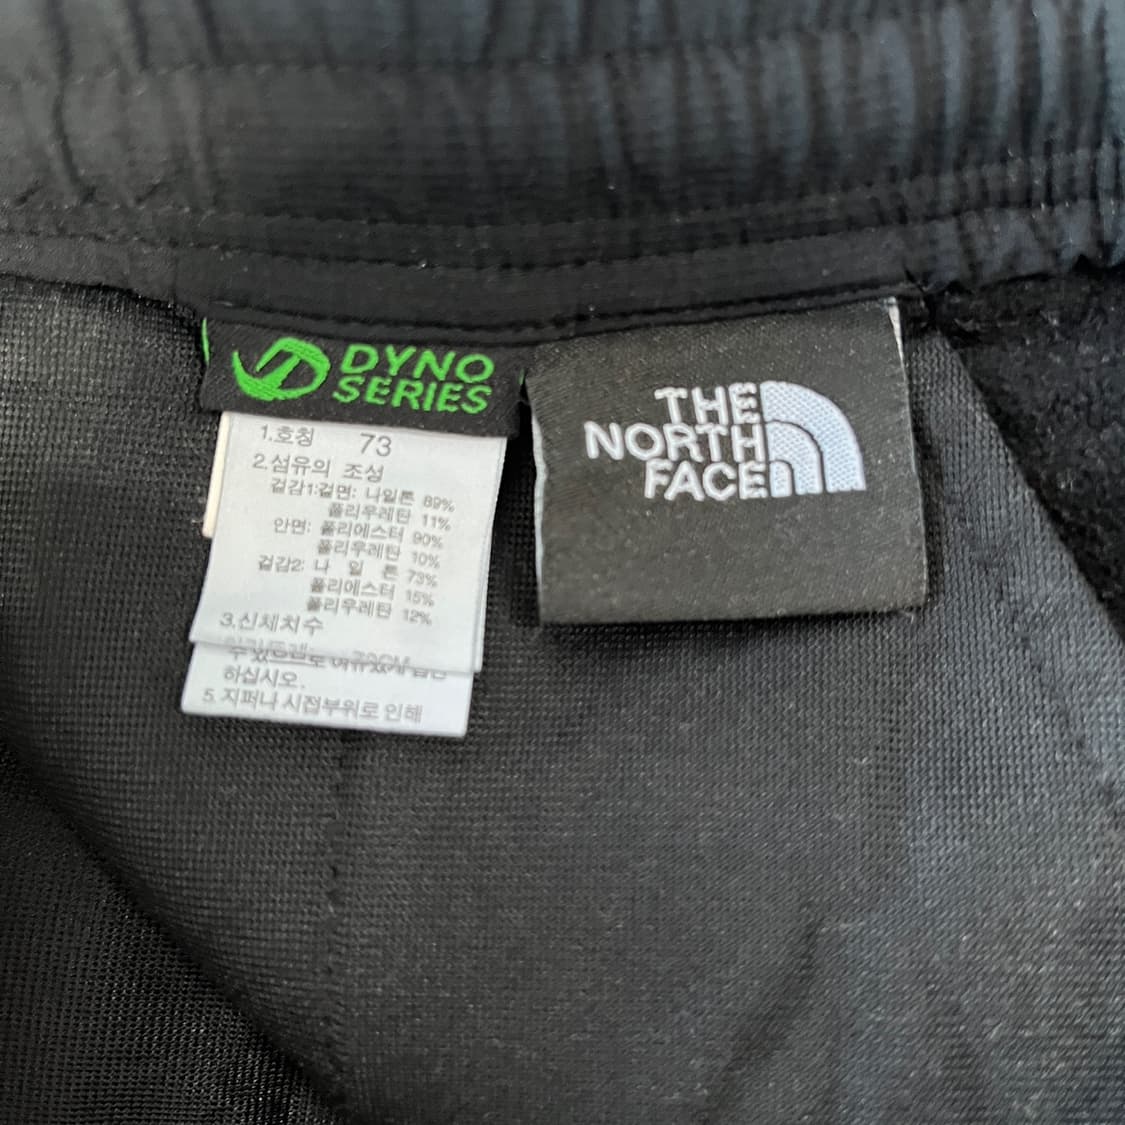 DYNO
SERIES
THE
NORTH
FACE
1.호칭 73
2.섬유의 조성
겉감1:겉면: 나일론 89%
폴리우레탄 11%
안면: 폴리에스터 90%
폴리우레탄 10%
겉감2: 나 일 론 73%
폴리에스터 15%
폴리우레탄 12%
3.신체치수
하십시오.
5. 지퍼나 시접부위로 인해